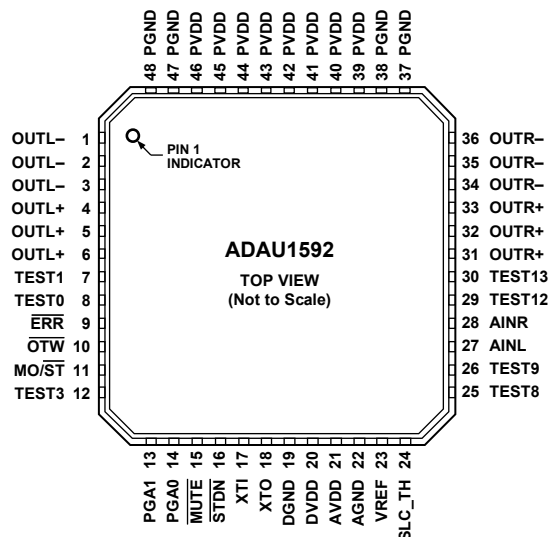 48 PGND
47 PGND
46 PVDD
45 PVDD
44 PVDD
43 PVDD
42 PVDD
41 PVDD
40 PVDD
39 PVDD
38 PGND
37 PGND
OUTL– 1
OUTL– 2
OUTL– 3
OUTL+ 4
OUTL+ 5
OUTL+ 6
TEST1 7
TEST0 8
ERR 9
OTW 10
MO/ST 11
TEST3 12
PIN 1
INDICATOR
ADAU1592
TOP VIEW
(Not to Scale)
36 OUTR–
35 OUTR–
34 OUTR–
33 OUTR+
32 OUTR+
31 OUTR+
30 TEST13
29 TEST12
28 AINR
27 AINL
26 TEST9
25 TEST8
PGA1 13
PGA0 14
MUTE 15
STDN 16
XTI 17
XTO 18
DGND 19
DVDD 20
AVDD 21
AGND 22
VREF 23
SLC_TH 24